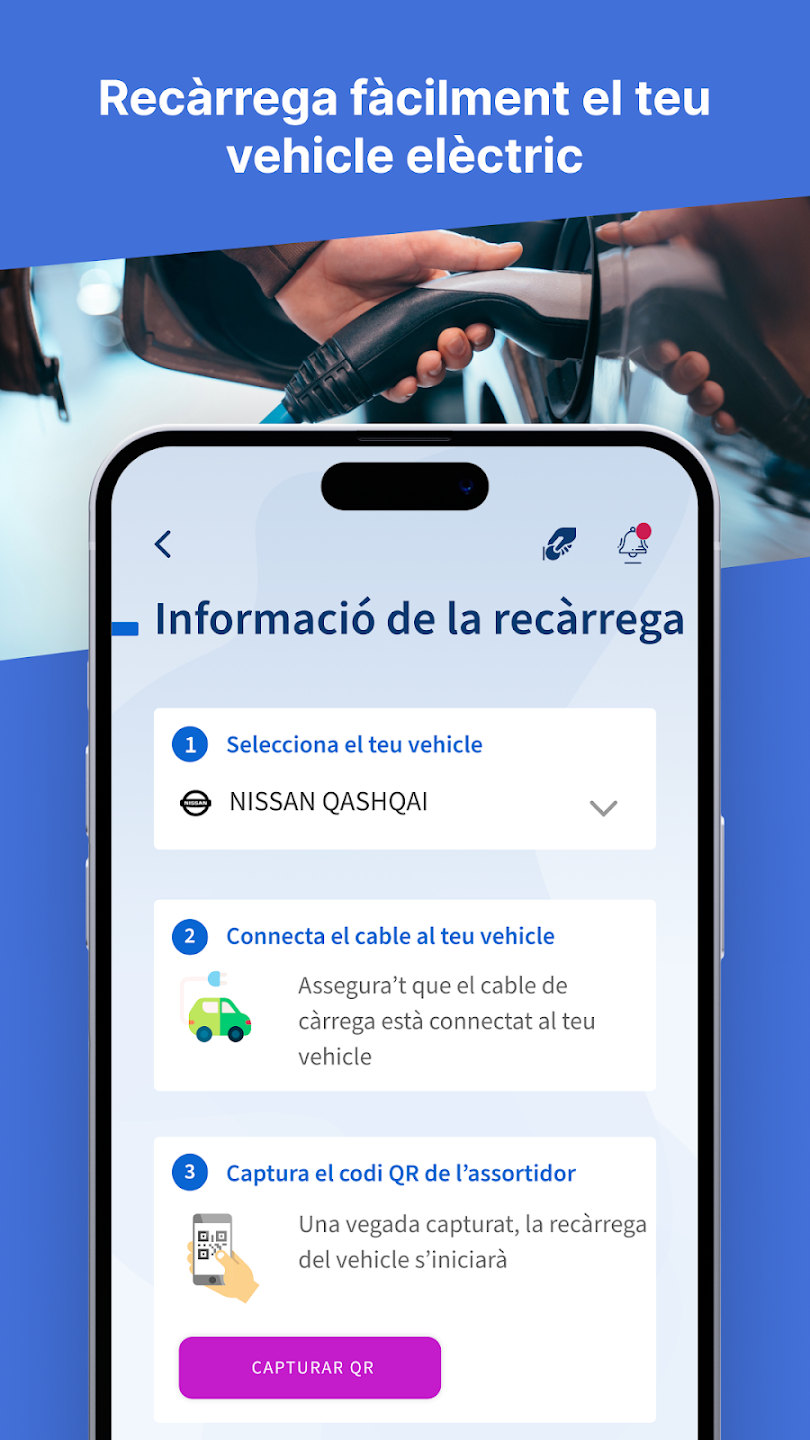 Recàrrega fàcilment el teu
vehicle elèctric
Informació de la recàrrega
1 Selecciona el teu vehicle
NISSAN NISSAN QASHQAI
2 Connecta el cable al teu vehicle
Assegura’t que el cable de
càrrega està connectat al teu
vehicle
3 Captura el codi QR de l’assortidor
Una vegada capturat, la recàrrega
del vehicle s’iniciarà
CAPTURAR QR